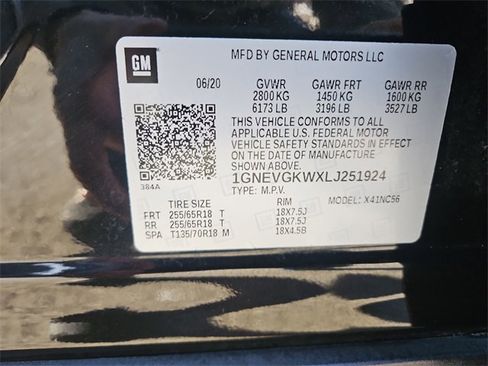 GM
MFD BY GENERAL MOTORS LLC
06/20 GVWR GAWR FRT GAWR RR
2800 KG 1450 KG 1600 KG
6173 LB 3196 LB 3527 LB
THIS VEHICLE CONFORMS TO ALL
APPLICABLE U.S. FEDERAL MOTOR
VEHICLE SAFETY STANDARDS IN EFFECT
ON THE DATE OF MANUFACTURE
SHOWN ABOVE.
1GNEVGKWXLJ251924
384A TYPE: M.P.V. MODEL: X41NC56
TIRE SIZE RIM
FRT 255/65R18 T 18X7.5J
RR 255/65R18 T 18X7.5J
SPA T135/70R18 M 18X4.5B